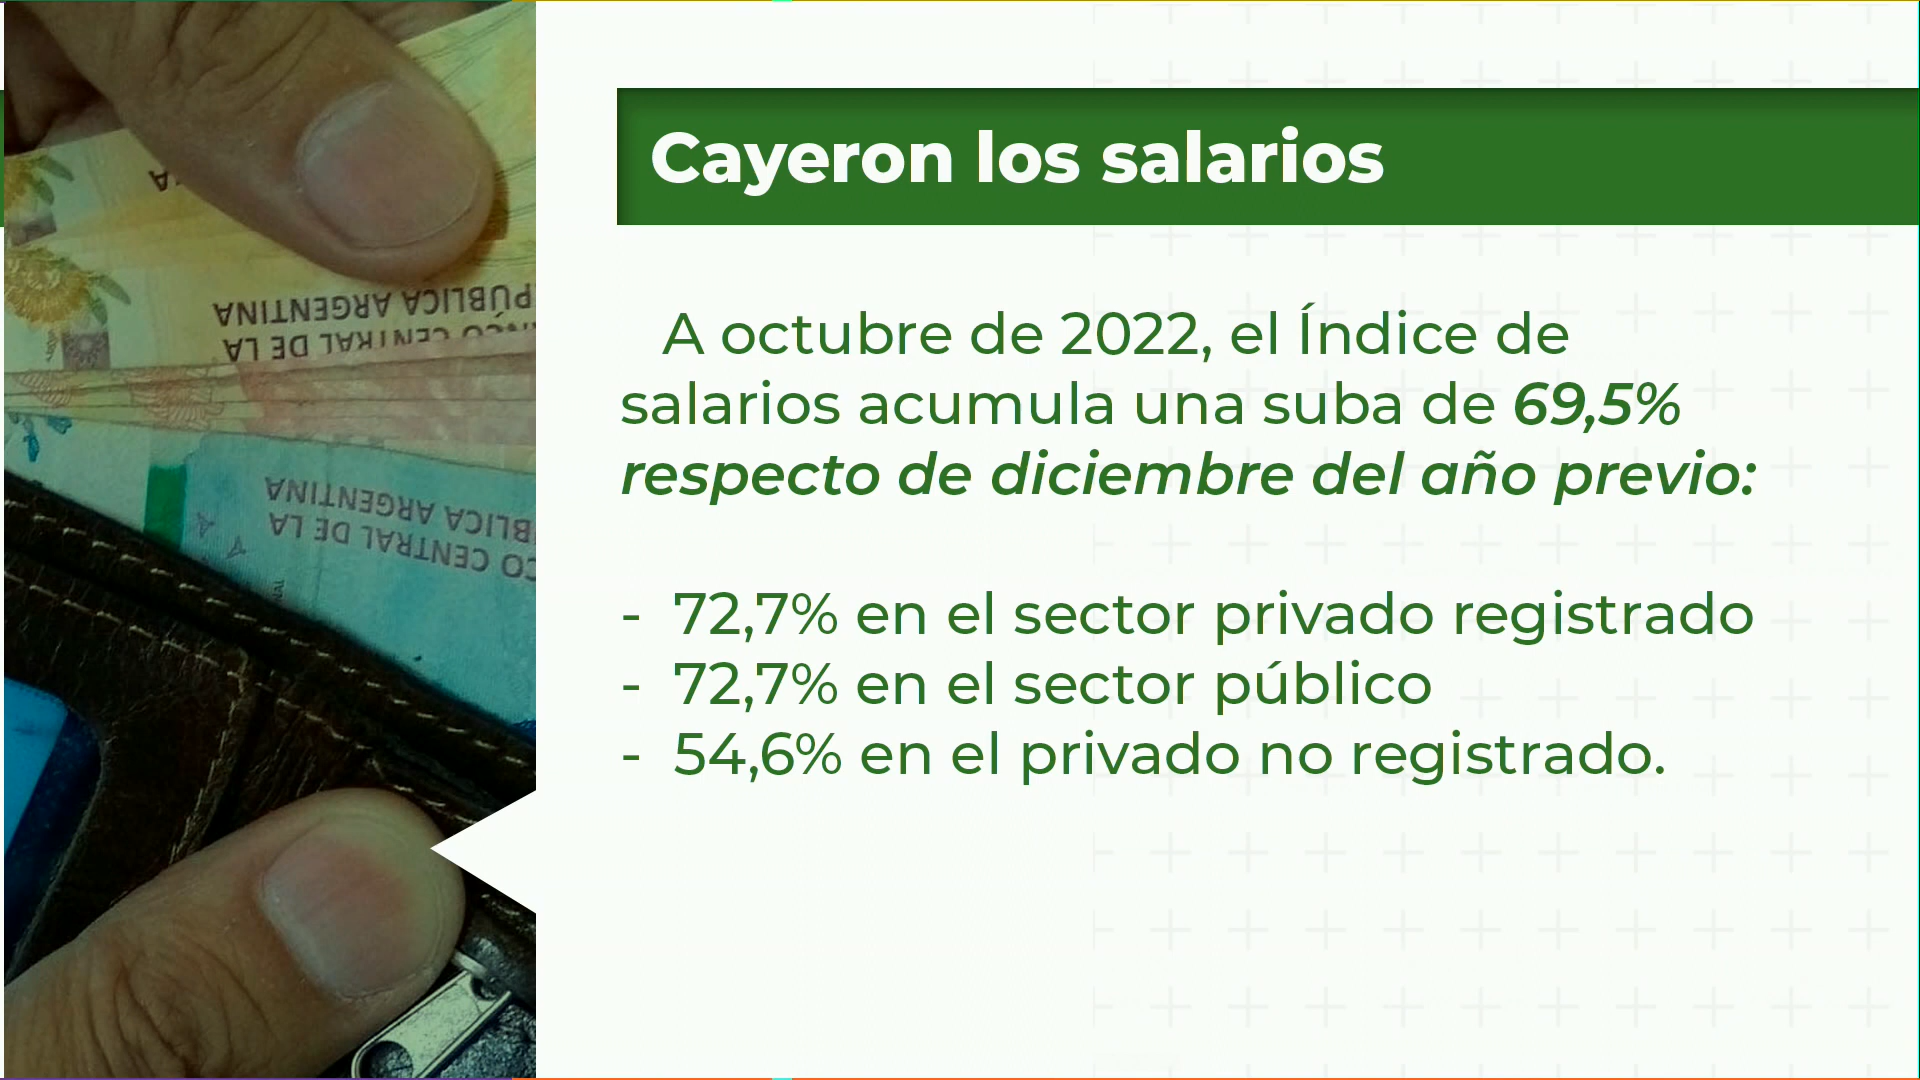 Cayeron los salarios
A octubre de 2022, el Índice de
salarios acumula una suba de 69,5%
respecto de diciembre del año previo:
- 72,7% en el sector privado registrado
- 72,7% en el sector público
- 54,6% en el privado no registrado.
PÚBLICA ARGENTINA
CENTRAL DE LA
BLICA ARGENTINA
CO CENTRAL DE LA